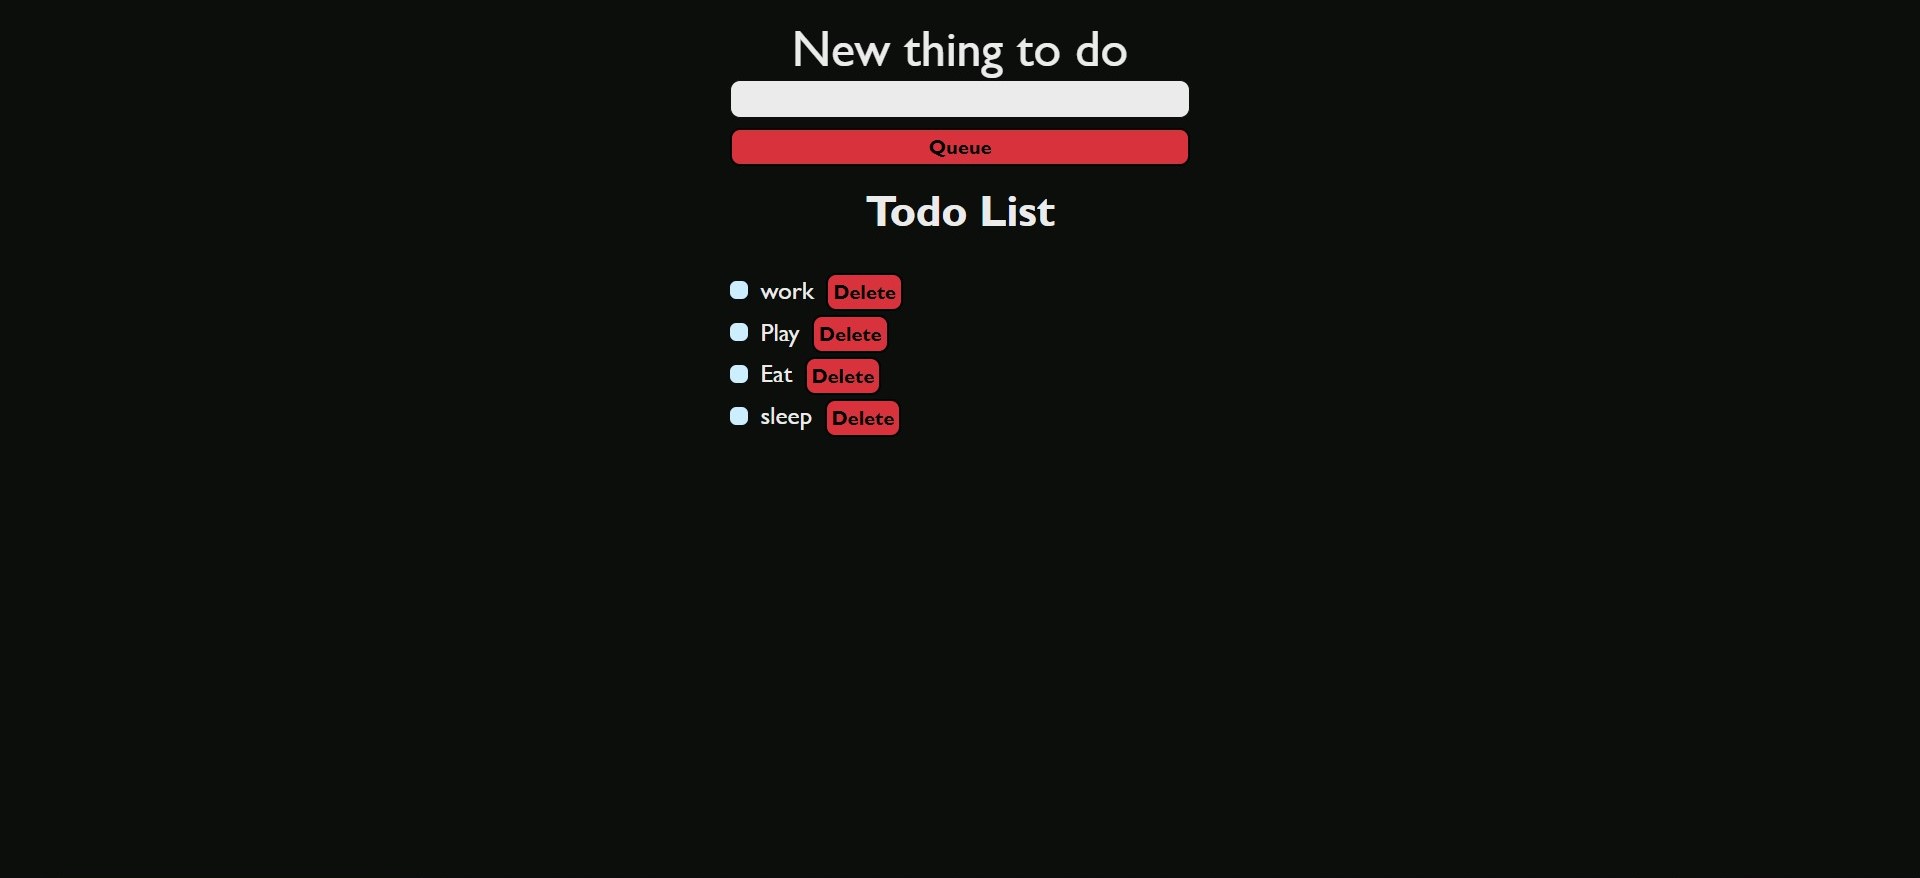 New thing to do
Queue
Todo List
work Delete
Play Delete
Eat Delete
sleep Delete